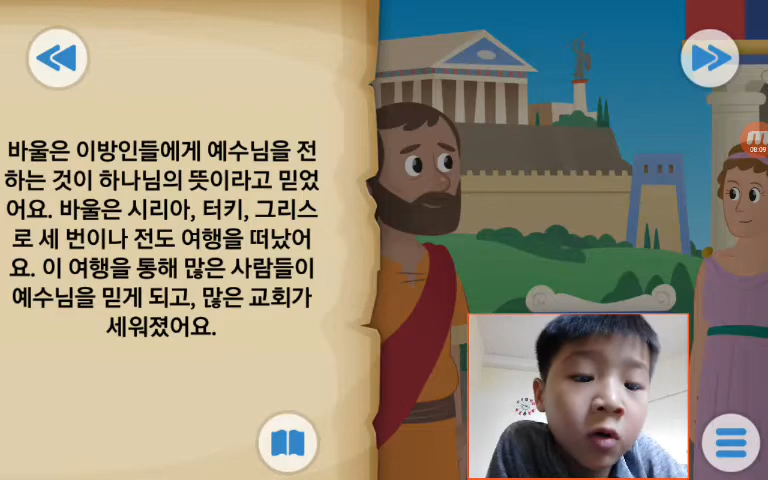 바울은 이방인들에게 예수님을 전
하는 것이 하나님의 뜻이라고 믿었
어요. 바울은 시리아, 터키, 그리스
로 세 번이나 전도 여행을 떠났어
요. 이 여행을 통해 많은 사람들이
예수님을 믿게 되고, 많은 교회가
세워졌어요.
08:09